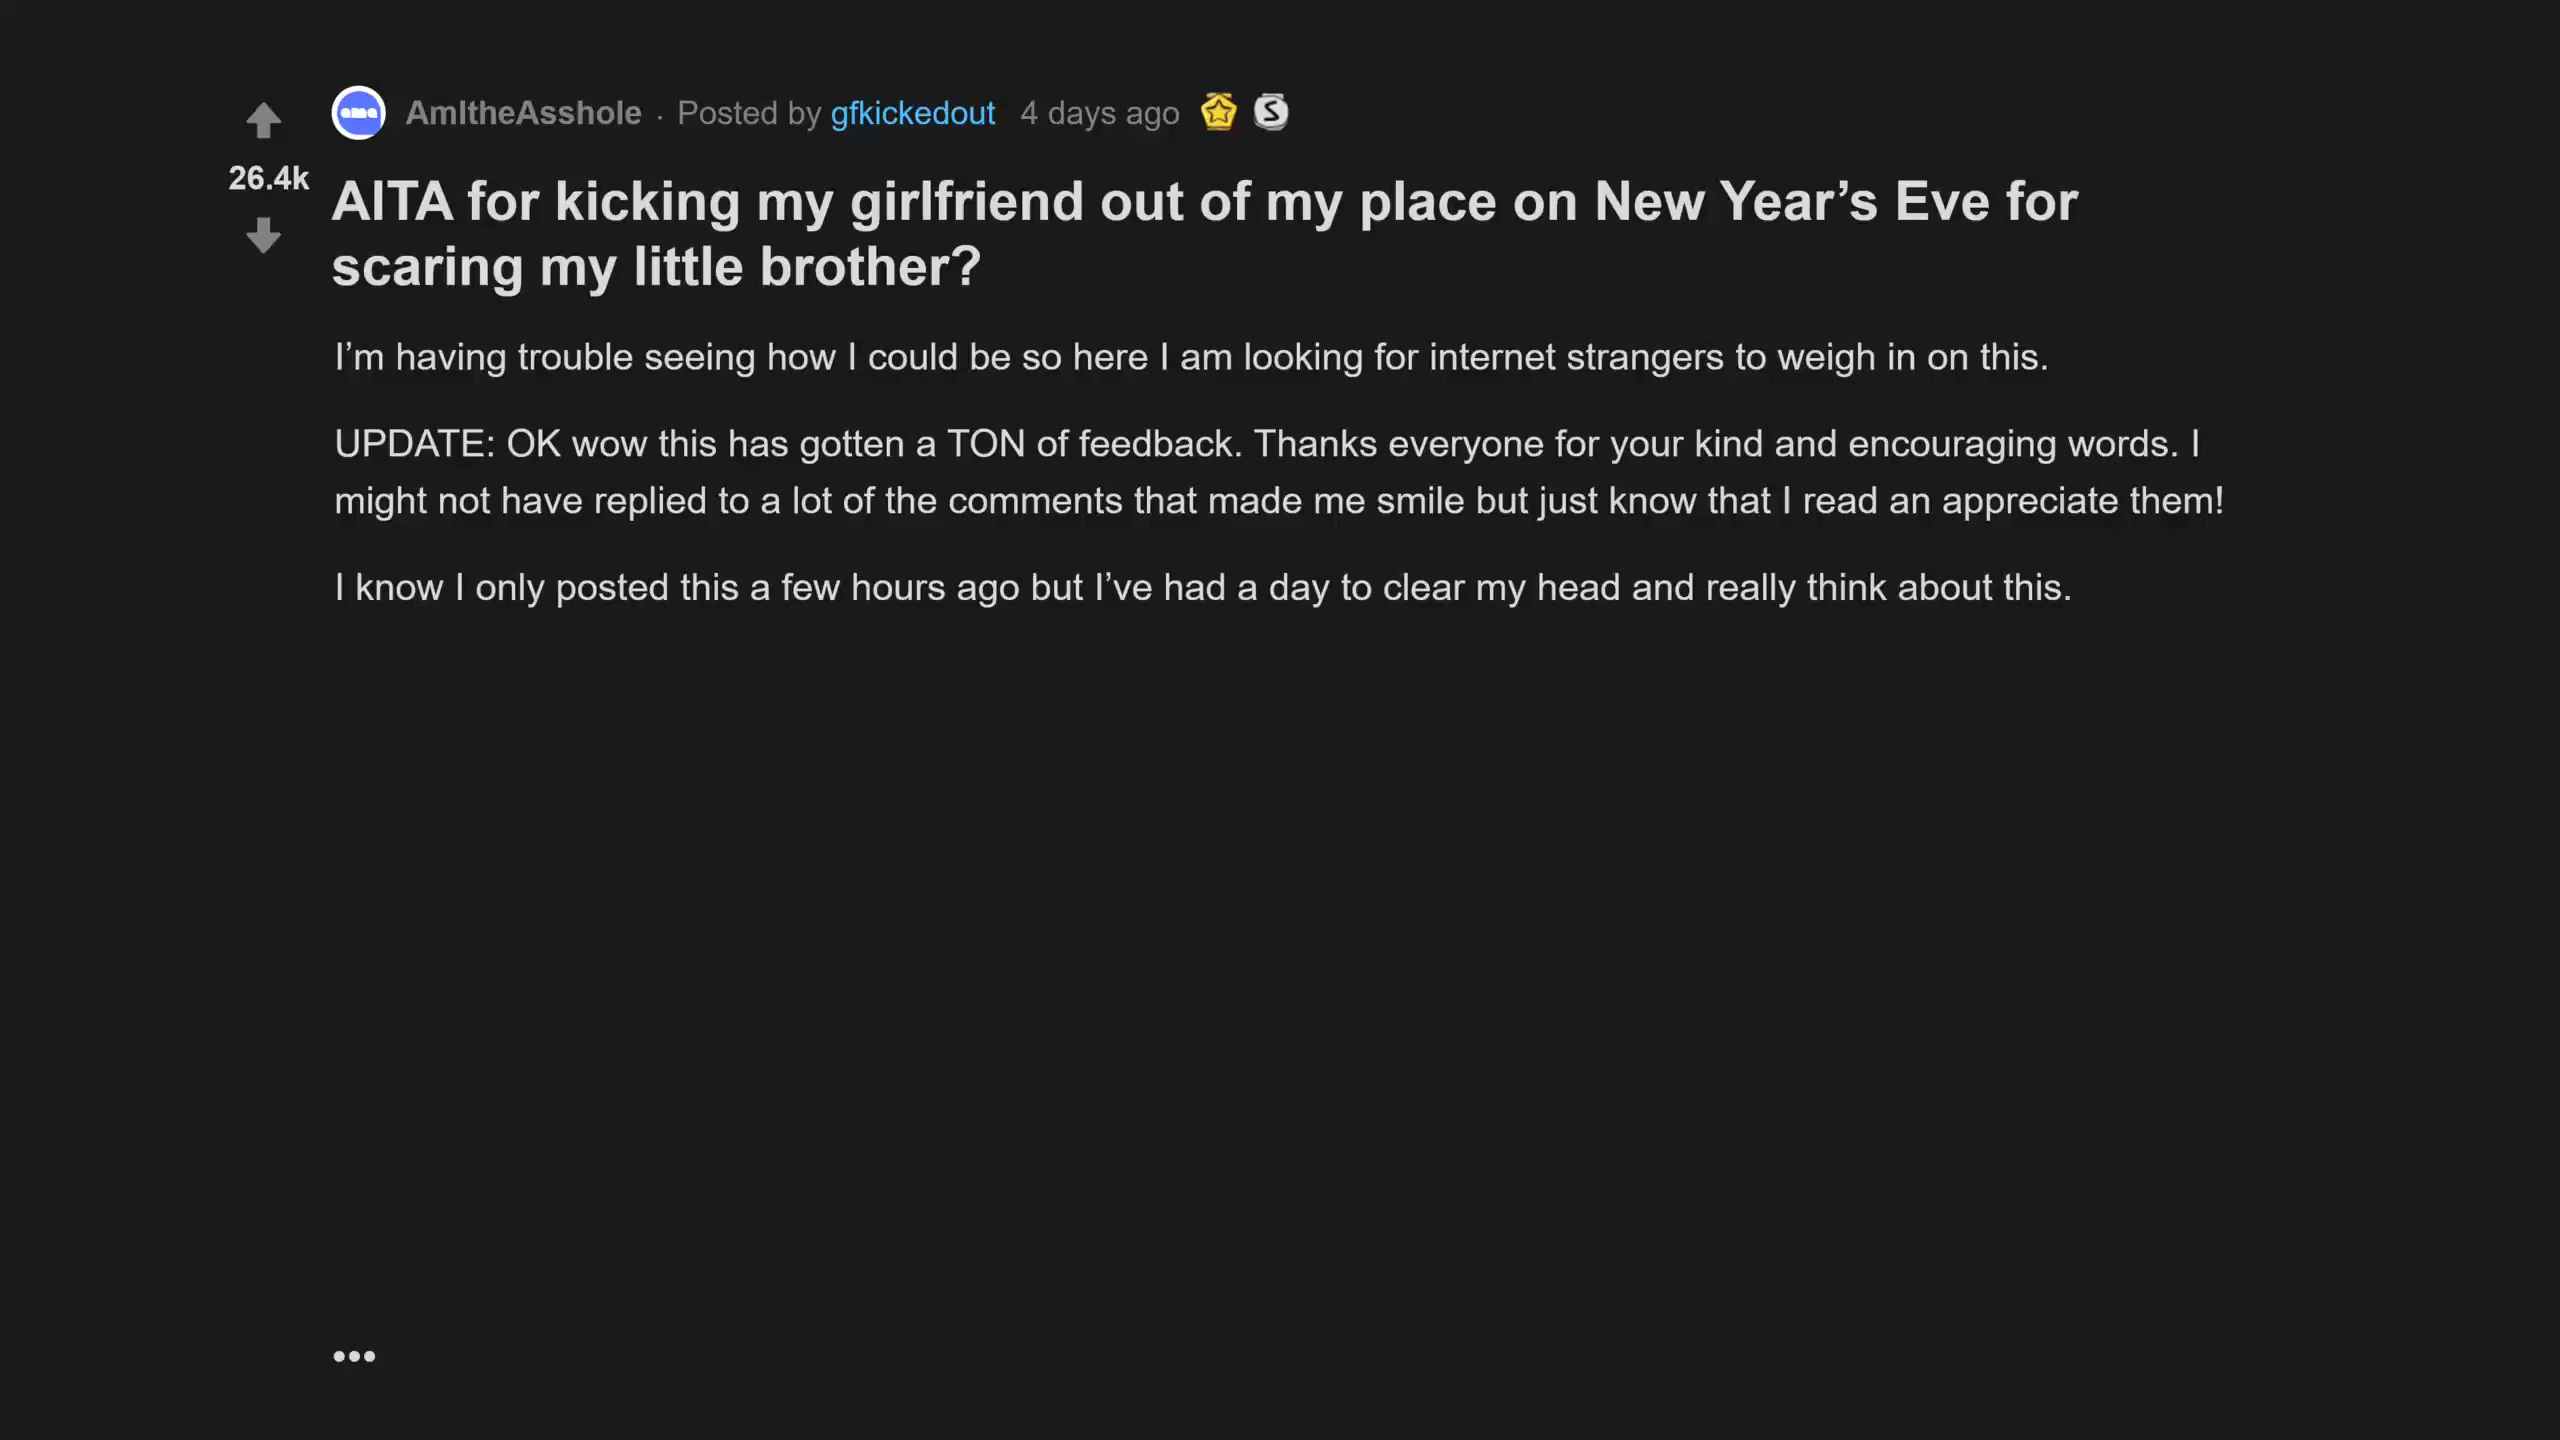 AmItheAsshole · Posted by gfkickedout 4 days ago
26.4k
AITA for kicking my girlfriend out of my place on New Year’s Eve for
scaring my little brother?
I’m having trouble seeing how I could be so here I am looking for internet strangers to weigh in on this.
UPDATE: OK wow this has gotten a TON of feedback. Thanks everyone for your kind and encouraging words. I
might not have replied to a lot of the comments that made me smile but just know that I read an appreciate them!
I know I only posted this a few hours ago but I’ve had a day to clear my head and really think about this.